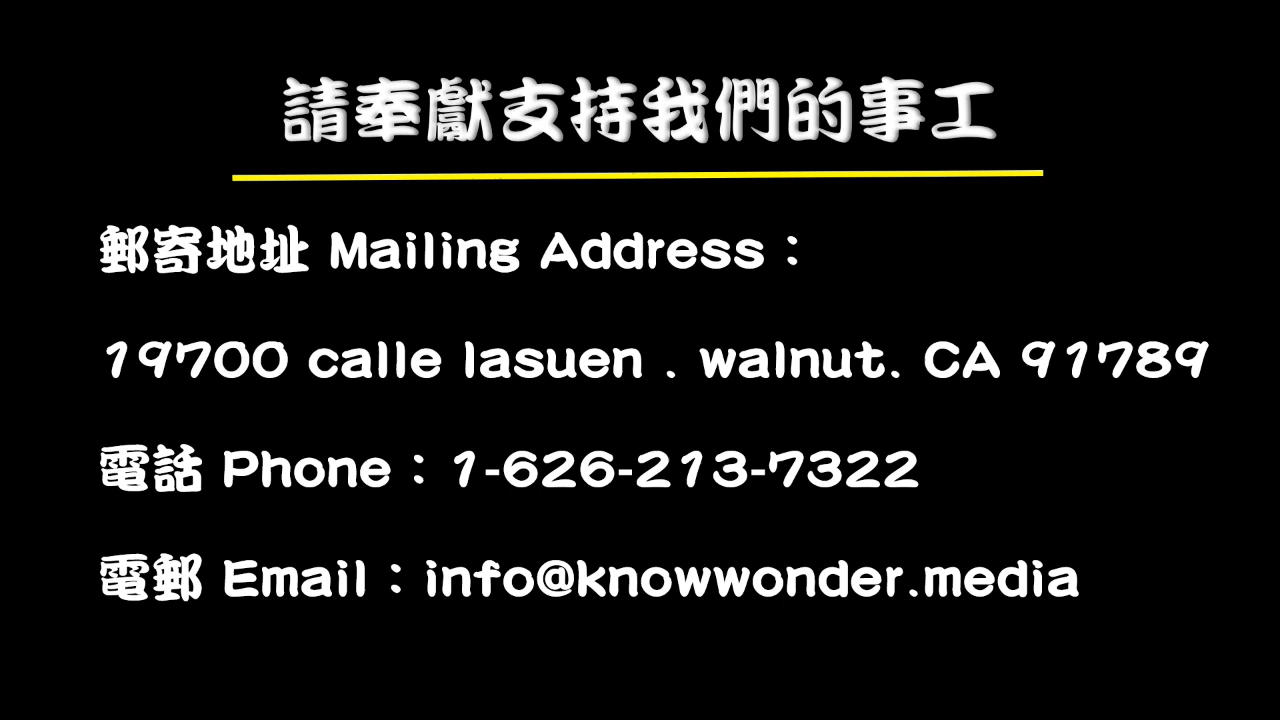 請奉獻支持我們的事工
郵寄地址 Mailing Address：
19700 calle lasuen . walnut. CA 91789
電話 Phone：1-626-213-7322
電郵 Email：info@knowwonder.media